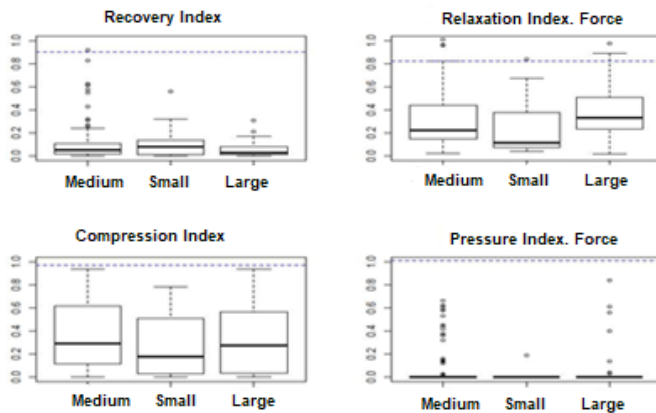 Recovery Index
0.0 0.2 0.4 0.6 0.8 1.0
Medium Small Large
Relaxation Index. Force
0.0 0.2 0.4 0.6 0.8 1.0
Medium Small Large
Compression Index
0.0 0.2 0.4 0.6 0.8 1.0
Medium Small Large
Pressure Index. Force
0.0 0.2 0.4 0.6 0.8 1.0
Medium Small Large